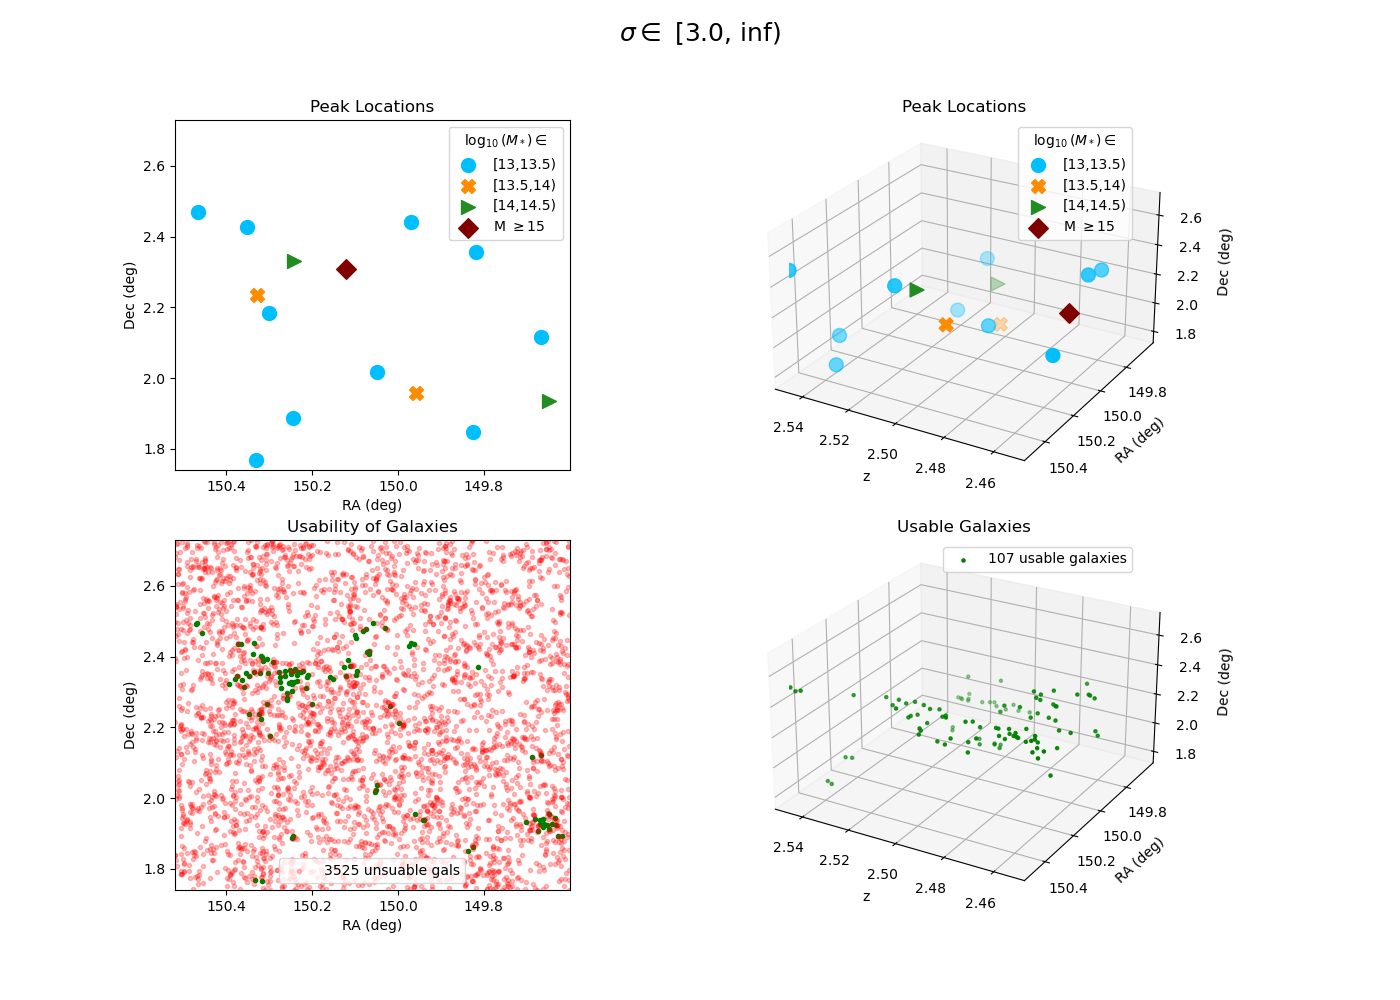 σ ∈ [3.0, inf)
Peak Locations
log₁₀(M*) ∈
[13,13.5)
[13.5,14)
[14,14.5)
M ≥15
2.6
2.4
2.2
2.0
1.8
Dec (deg)
150.4 150.2 150.0 149.8
RA (deg)
Peak Locations
log₁₀(M*) ∈
[13,13.5)
[13.5,14)
[14,14.5)
M ≥15
2.6
2.4
2.2
2.0
1.8
Dec (deg)
149.8
150.0
150.2
150.4
RA (deg)
2.54
2.52
2.50
2.48
2.46
z
Usability of Galaxies
2.6
2.4
2.2
2.0
1.8
Dec (deg)
3525 unsuable gals
150.4 150.2 150.0 149.8
RA (deg)
Usable Galaxies
107 usable galaxies
2.6
2.4
2.2
2.0
1.8
Dec (deg)
149.8
150.0
150.2
150.4
RA (deg)
2.54
2.52
2.50
2.48
2.46
z